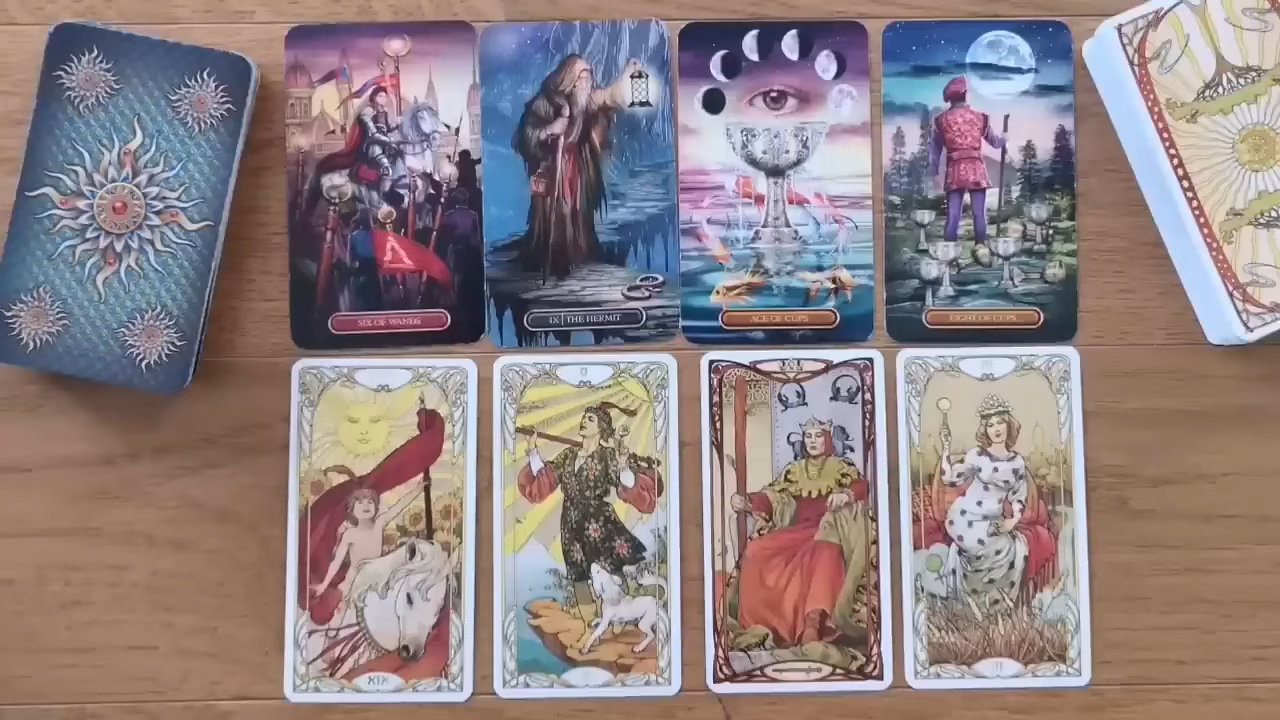 SIX OF WANDS
IX THE HERMIT
ACE OF CUPS
EIGHT OF CUPS
0
XIX